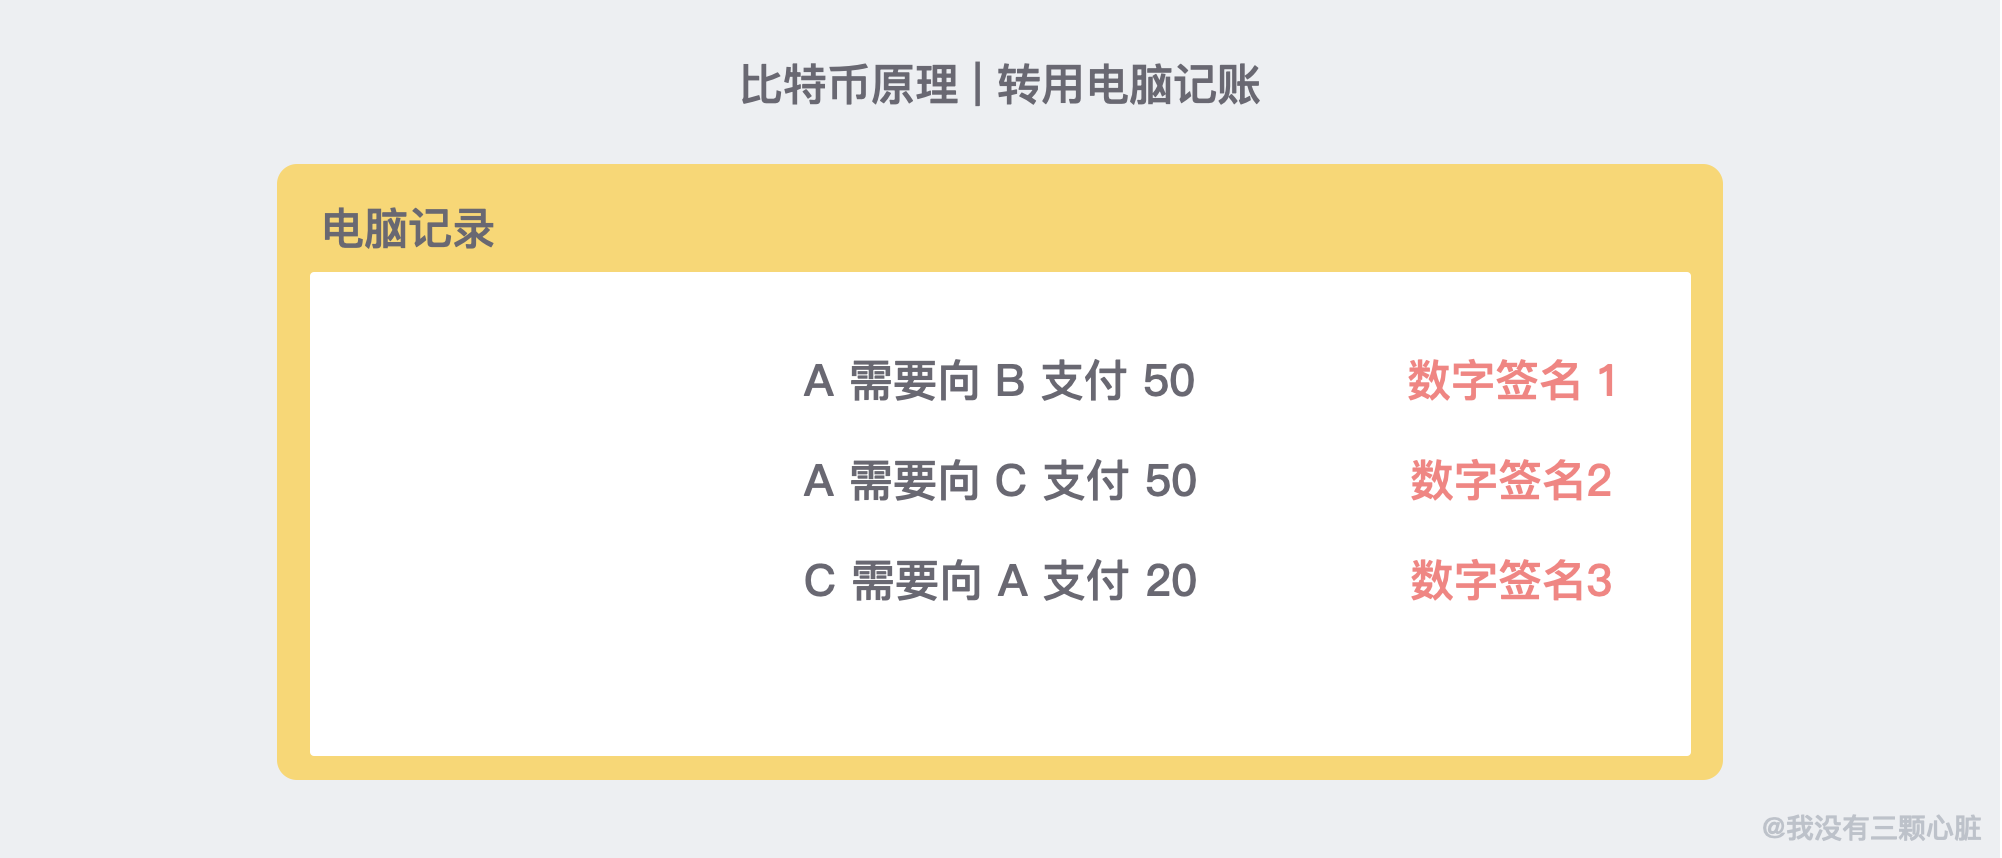 比特币原理 | 转用电脑记账
电脑记录
A 需要向 B 支付 50 数字签名 1
A 需要向 C 支付 50 数字签名2
C 需要向 A 支付 20 数字签名3
@我没有三颗心脏